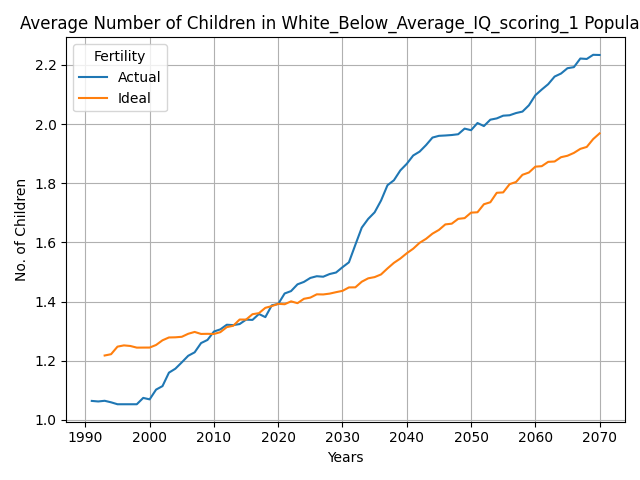 Average Number of Children in White_Below_Average_IQ_scoring_1 Popula
Fertility
Actual
Ideal
No. of Children
2.2
2.0
1.8
1.6
1.4
1.2
1.0
1990 2000 2010 2020 2030 2040 2050 2060 2070
Years